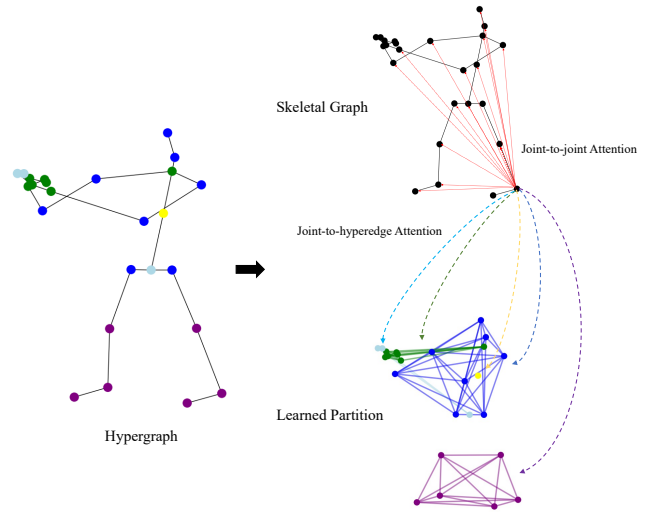 Skeletal Graph
Joint-to-joint Attention
Joint-to-hyperedge Attention
Learned Partition
Hypergraph